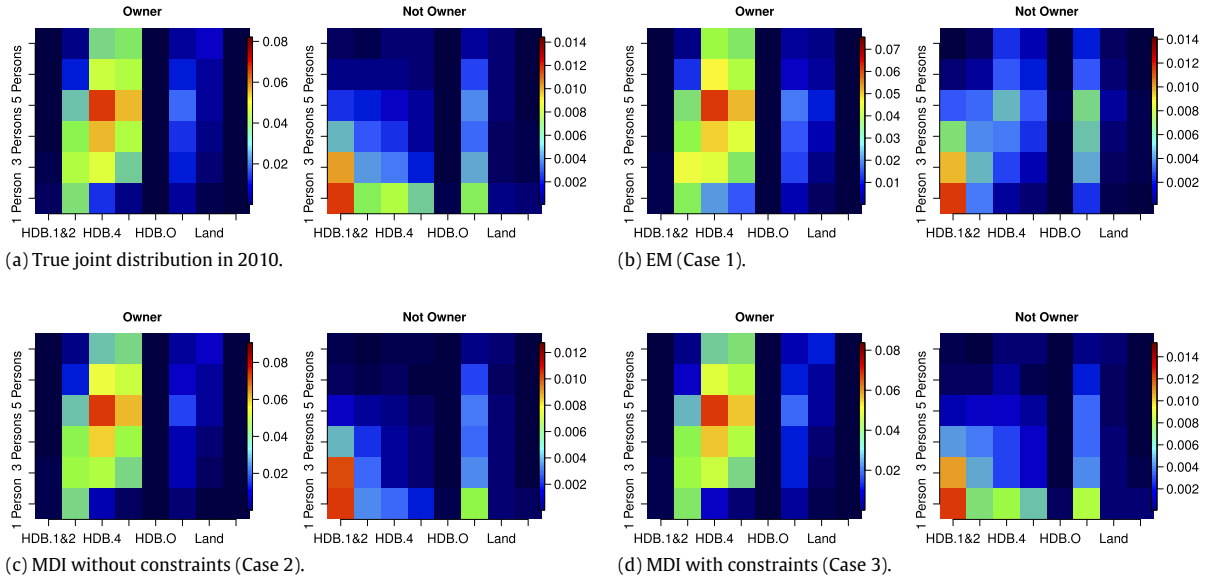 Owner
Not Owner
1 Person 3 Persons 5 Persons
HDB.1&2 HDB.4 HDB.O Land
0.02 0.04 0.06 0.08
1 Person 3 Persons 5 Persons
HDB.1&2 HDB.4 HDB.O Land
0.002 0.004 0.006 0.008 0.010 0.012 0.014
(a) True joint distribution in 2010.
Owner
Not Owner
1 Person 3 Persons 5 Persons
HDB.1&2 HDB.4 HDB.O Land
0.01 0.02 0.03 0.04 0.05 0.06 0.07
1 Person 3 Persons 5 Persons
HDB.1&2 HDB.4 HDB.O Land
0.002 0.004 0.006 0.008 0.010 0.012 0.014
(b) EM (Case 1).
Owner
Not Owner
1 Person 3 Persons 5 Persons
HDB.1&2 HDB.4 HDB.O Land
0.02 0.04 0.06 0.08
1 Person 3 Persons 5 Persons
HDB.1&2 HDB.4 HDB.O Land
0.002 0.004 0.006 0.008 0.010 0.012
(c) MDI without constraints (Case 2).
Owner
Not Owner
1 Person 3 Persons 5 Persons
HDB.1&2 HDB.4 HDB.O Land
0.02 0.04 0.06 0.08
1 Person 3 Persons 5 Persons
HDB.1&2 HDB.4 HDB.O Land
0.002 0.004 0.006 0.008 0.010 0.012 0.014
(d) MDI with constraints (Case 3).